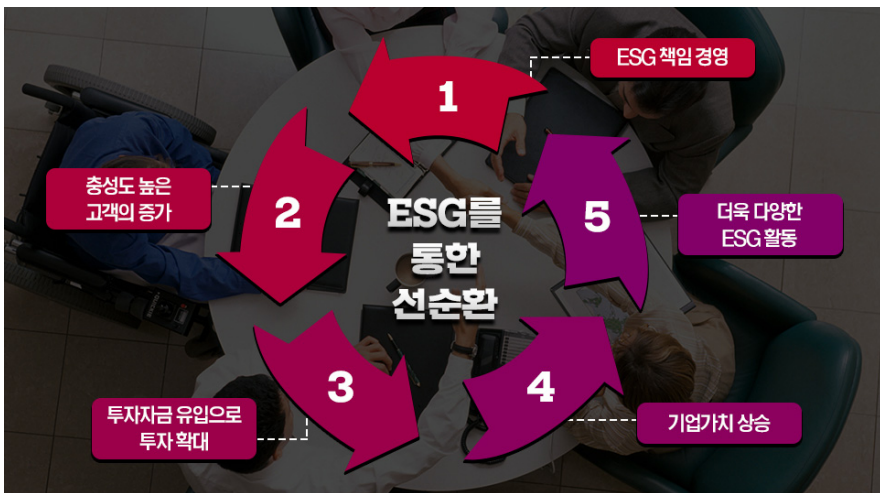 ESG를
통한
선순환
1
ESG 책임 경영
2
충성도 높은
고객의 증가
3
투자자금 유입으로
투자 확대
4
기업가치 상승
5
더욱 다양한
ESG 활동